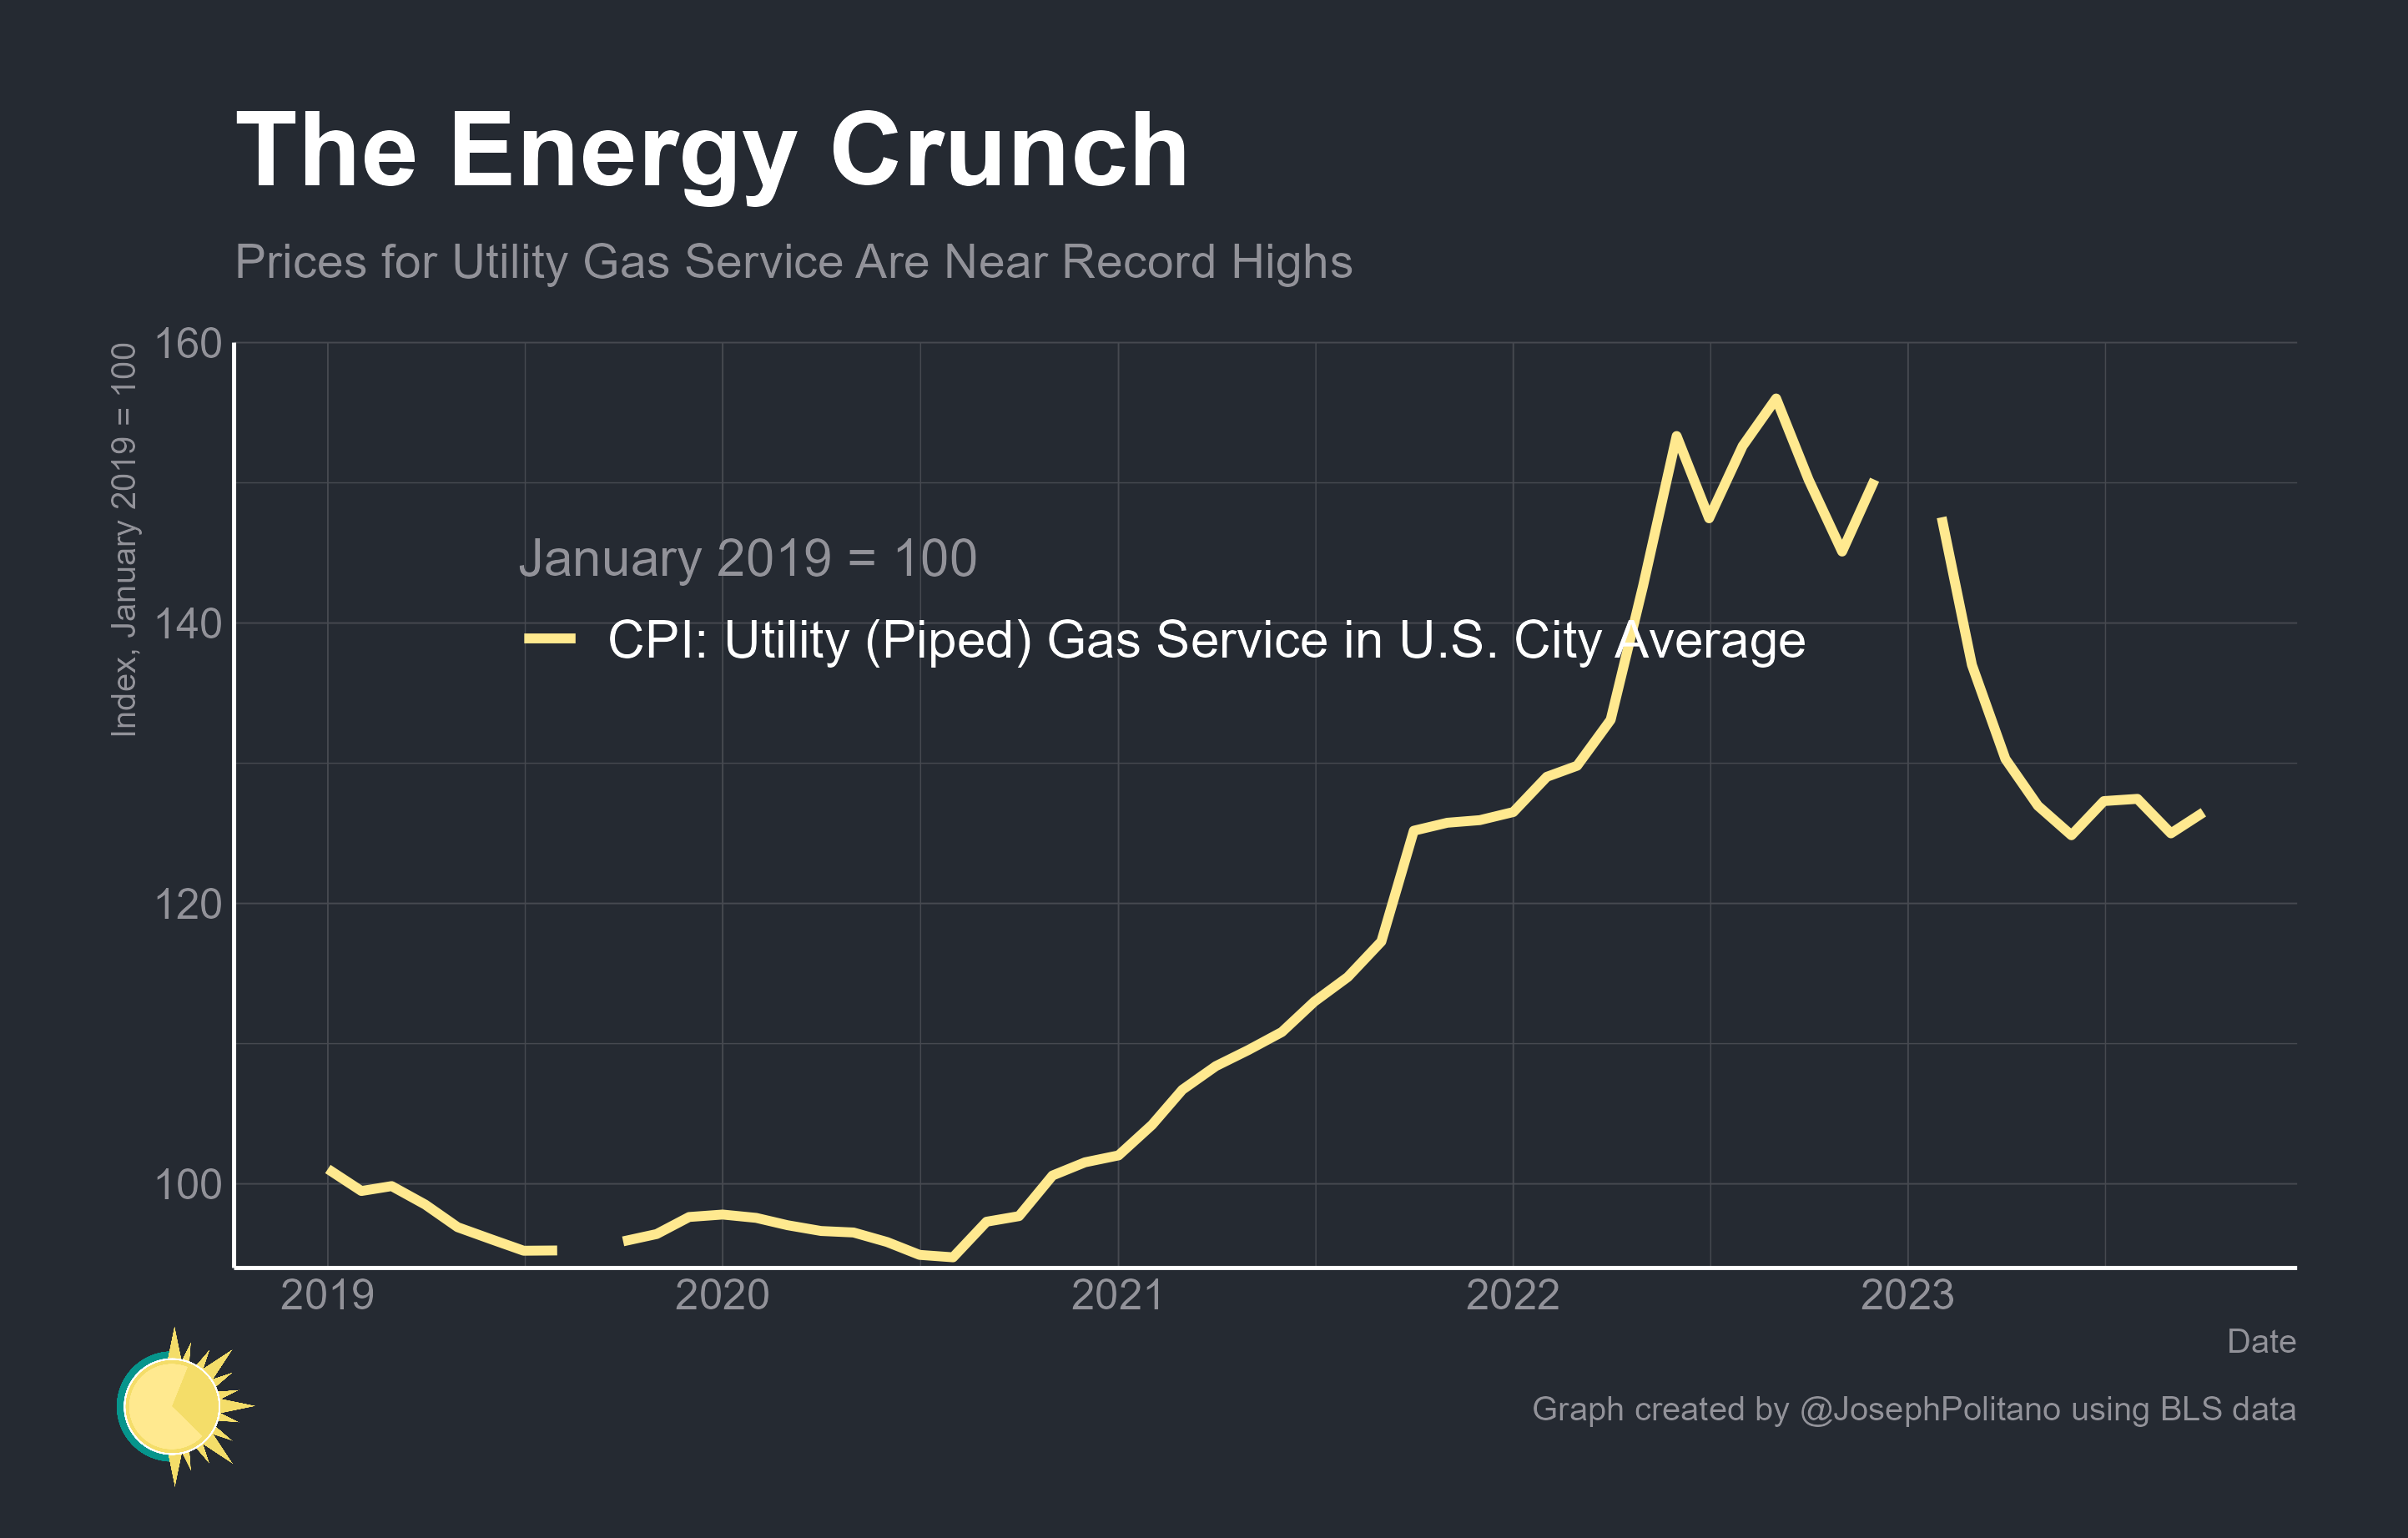 The Energy Crunch
Prices for Utility Gas Service Are Near Record Highs
Index, January 2019 = 100
160
140
120
100
January 2019 = 100
CPI: Utility (Piped) Gas Service in U.S. City Average
2019
2020
2021
2022
2023
Date
Graph created by @JosephPolitano using BLS data